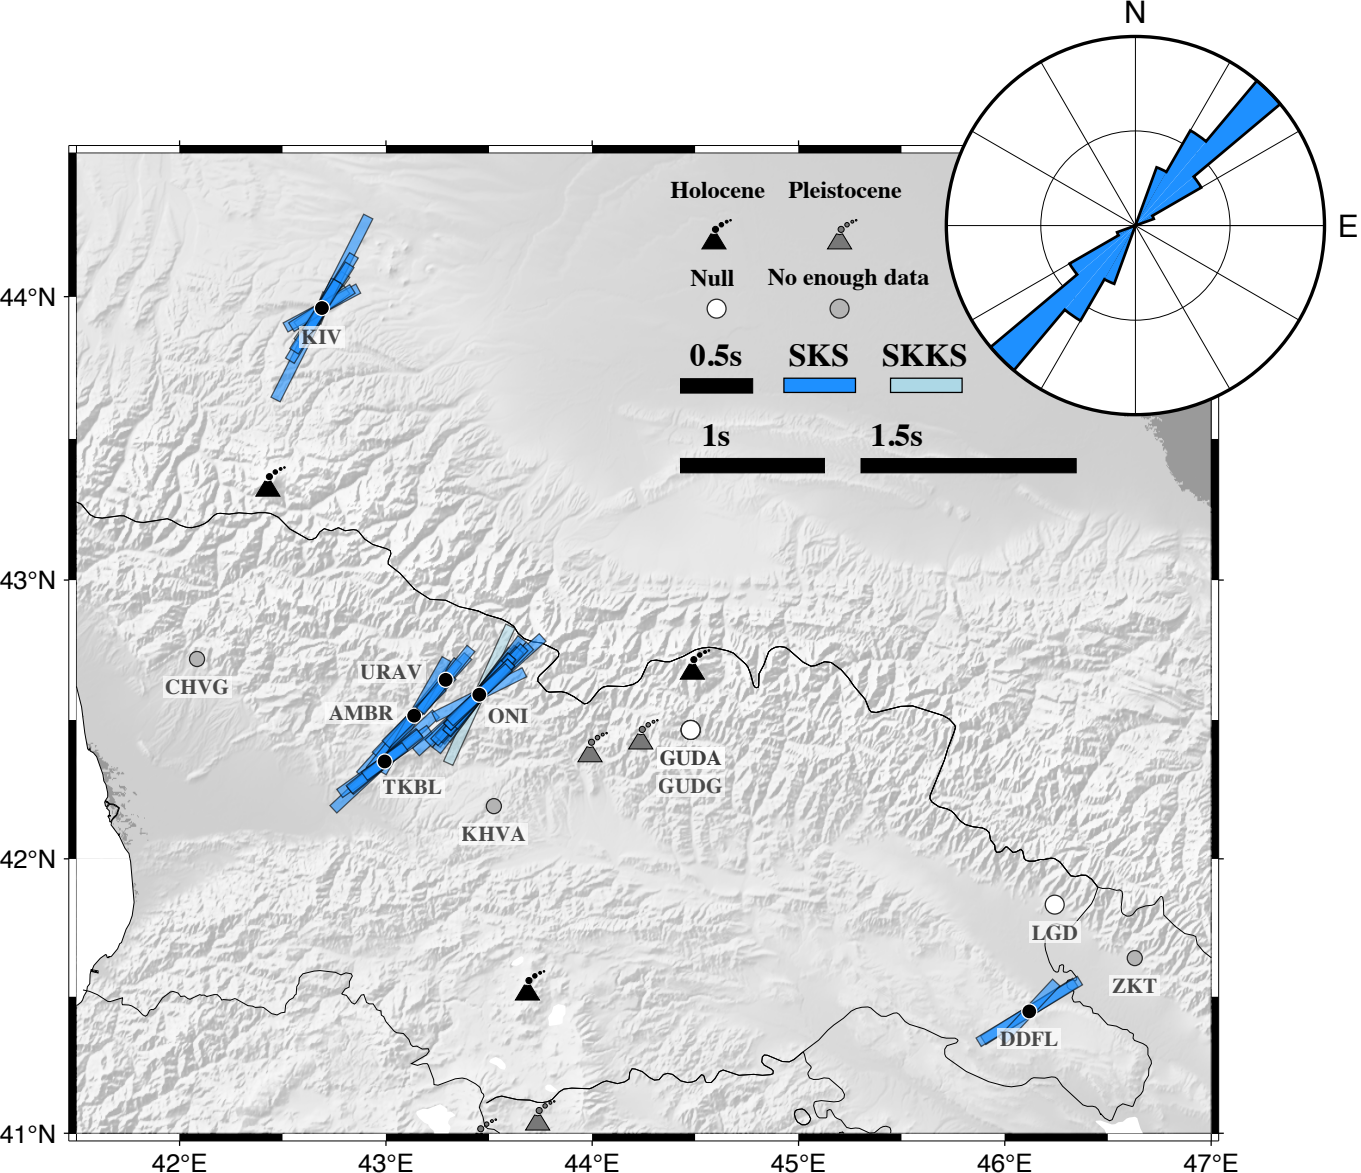 N
E
Holocene Pleistocene
Null No enough data
0.5s SKS SKKS
1s 1.5s
44°N
KIV
43°N
URAV
CHVG
AMBR
ONI
GUDA
GUDG
TKBL
KHVA
42°N
LGD
ZKT
DDFL
41°N
42°E 43°E 44°E 45°E 46°E 47°E